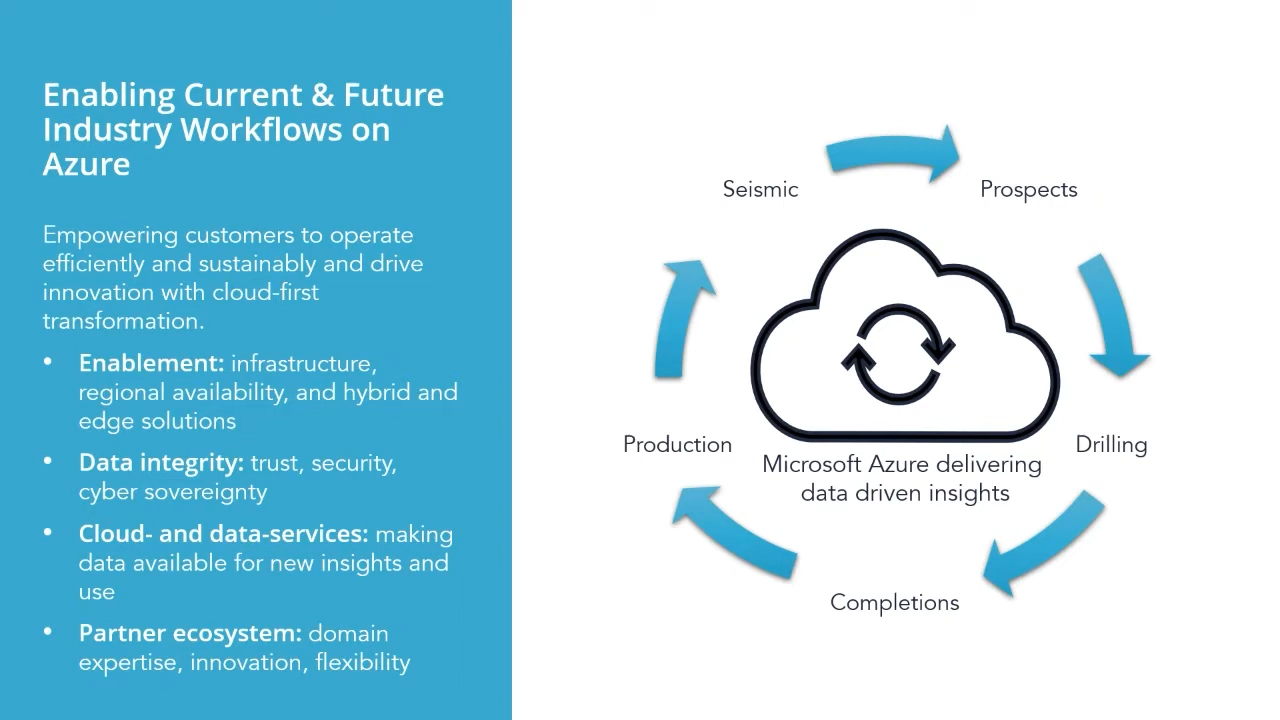 Enabling Current & Future
Industry Workflows on
Azure
Empowering customers to operate
efficiently and sustainably and drive
innovation with cloud-first
transformation.
• Enablement: infrastructure,
regional availability, and hybrid and
edge solutions
• Data integrity: trust, security,
cyber sovereignty
• Cloud- and data-services: making
data available for new insights and
use
• Partner ecosystem: domain
expertise, innovation, flexibility
Seismic
Prospects
Production
Drilling
Microsoft Azure delivering
data driven insights
Completions